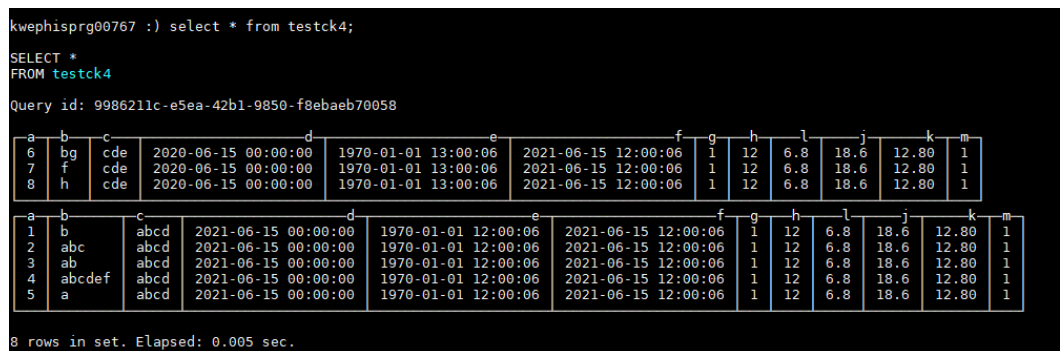 kwephisprg00767 :) select * from testck4;
SELECT *
FROM testck4
Query id: 9986211c-e5ea-42b1-9850-f8ebaeb70058
a b c d e f g h l j k m
6 bg cde 2020-06-15 00:00:00 1970-01-01 13:00:06 2021-06-15 12:00:06 1 12 6.8 18.6 12.80 1
7 f cde 2020-06-15 00:00:00 1970-01-01 13:00:06 2021-06-15 12:00:06 1 12 6.8 18.6 12.80 1
8 h cde 2020-06-15 00:00:00 1970-01-01 13:00:06 2021-06-15 12:00:06 1 12 6.8 18.6 12.80 1
a b c d e f g h l j k m
1 b abcd 2021-06-15 00:00:00 1970-01-01 12:00:06 2021-06-15 12:00:06 1 12 6.8 18.6 12.80 1
2 abc abcd 2021-06-15 00:00:00 1970-01-01 12:00:06 2021-06-15 12:00:06 1 12 6.8 18.6 12.80 1
3 ab abcd 2021-06-15 00:00:00 1970-01-01 12:00:06 2021-06-15 12:00:06 1 12 6.8 18.6 12.80 1
4 abcdef abcd 2021-06-15 00:00:00 1970-01-01 12:00:06 2021-06-15 12:00:06 1 12 6.8 18.6 12.80 1
5 a abcd 2021-06-15 00:00:00 1970-01-01 12:00:06 2021-06-15 12:00:06 1 12 6.8 18.6 12.80 1
8 rows in set. Elapsed: 0.005 sec.